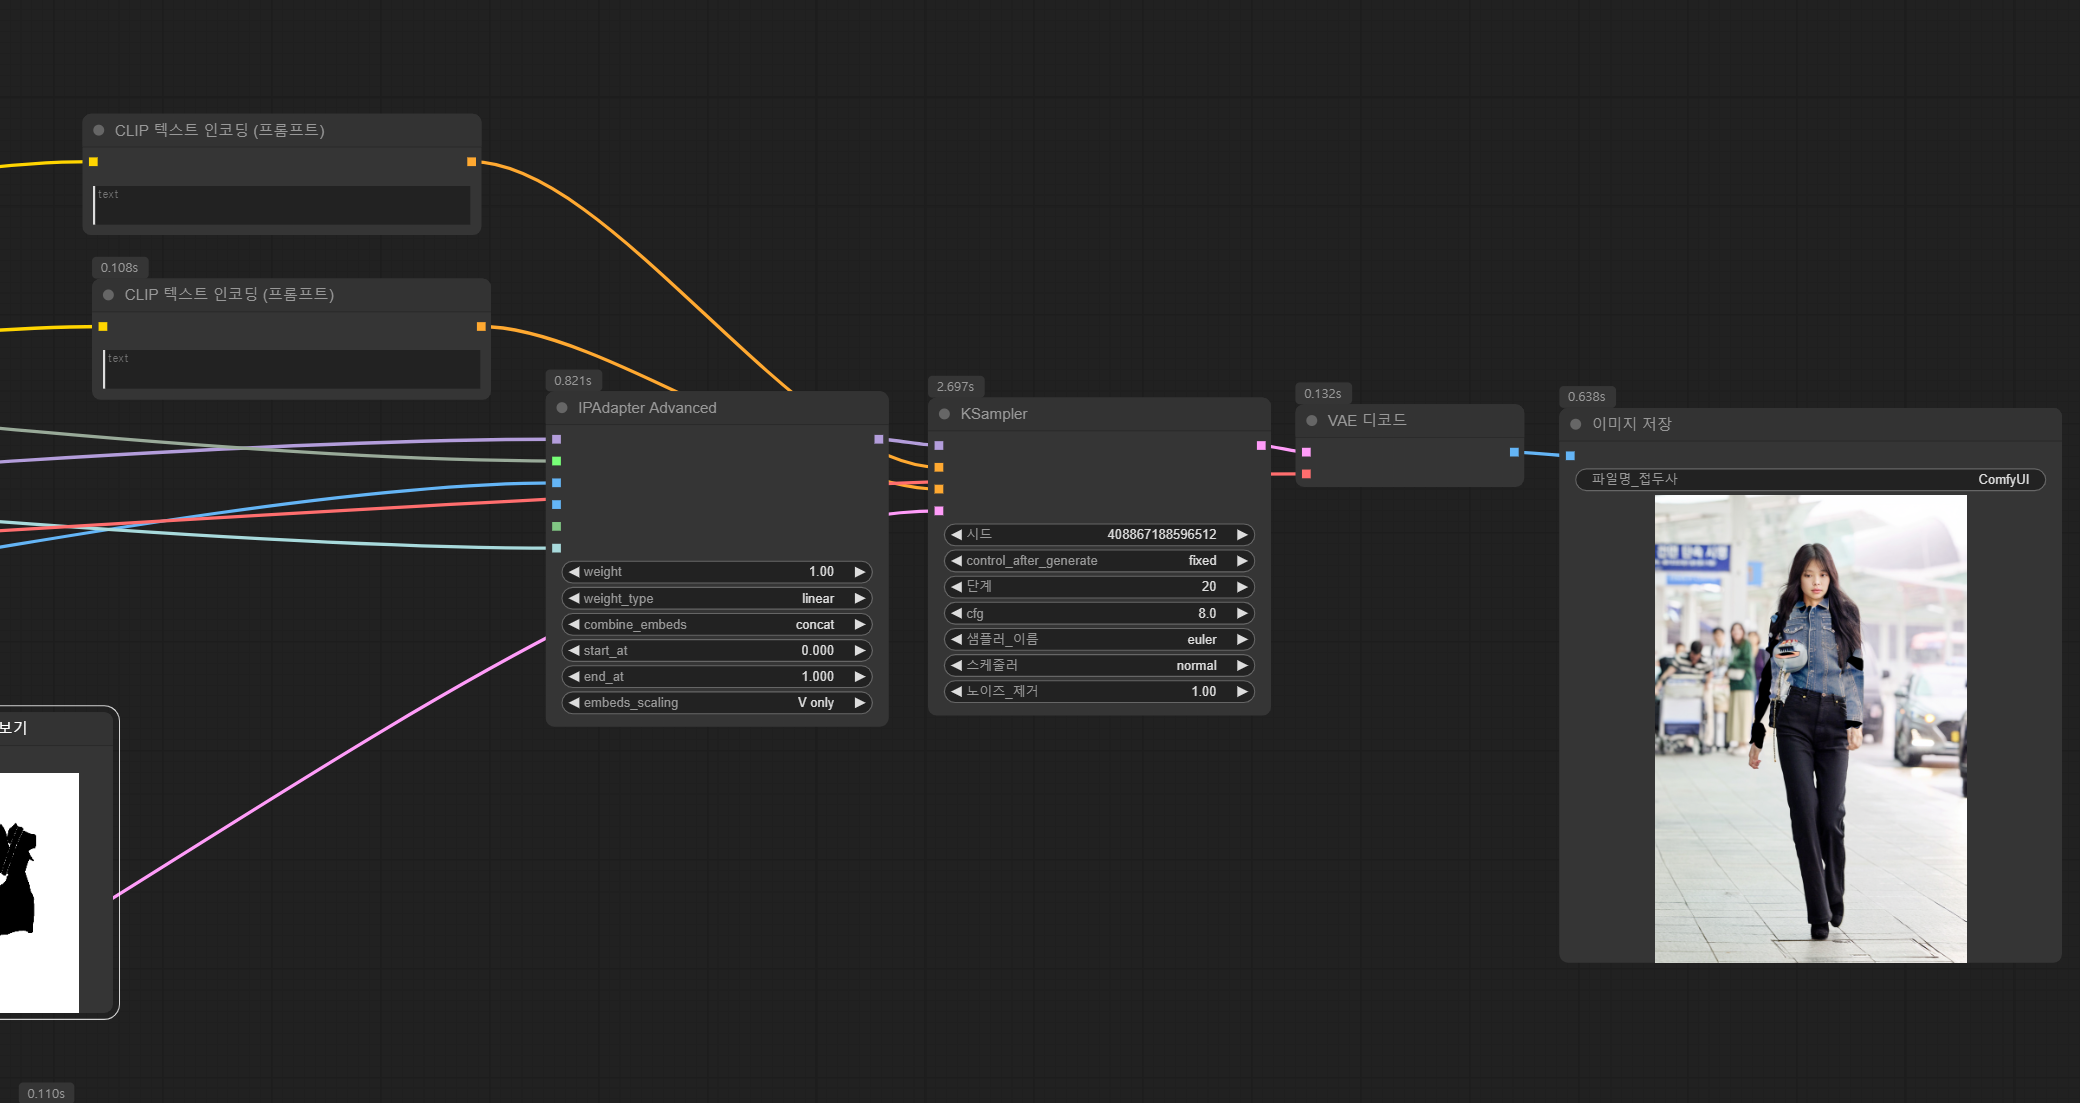 CLIP 텍스트 인코딩 (프롬프트)
text
0.108s
CLIP 텍스트 인코딩 (프롬프트)
text
0.821s
IPAdapter Advanced
weight 1.00
weight_type linear
combine_embeds concat
start_at 0.000
end_at 1.000
embeds_scaling V only
2.697s
KSampler
시드 408867188596512
control_after_generate fixed
단계 20
cfg 8.0
샘플러_이름 euler
스케줄러 normal
노이즈_제거 1.00
0.132s
VAE 디코드
0.638s
이미지 저장
파일명_접두사 ComfyUI
보기
0.110s